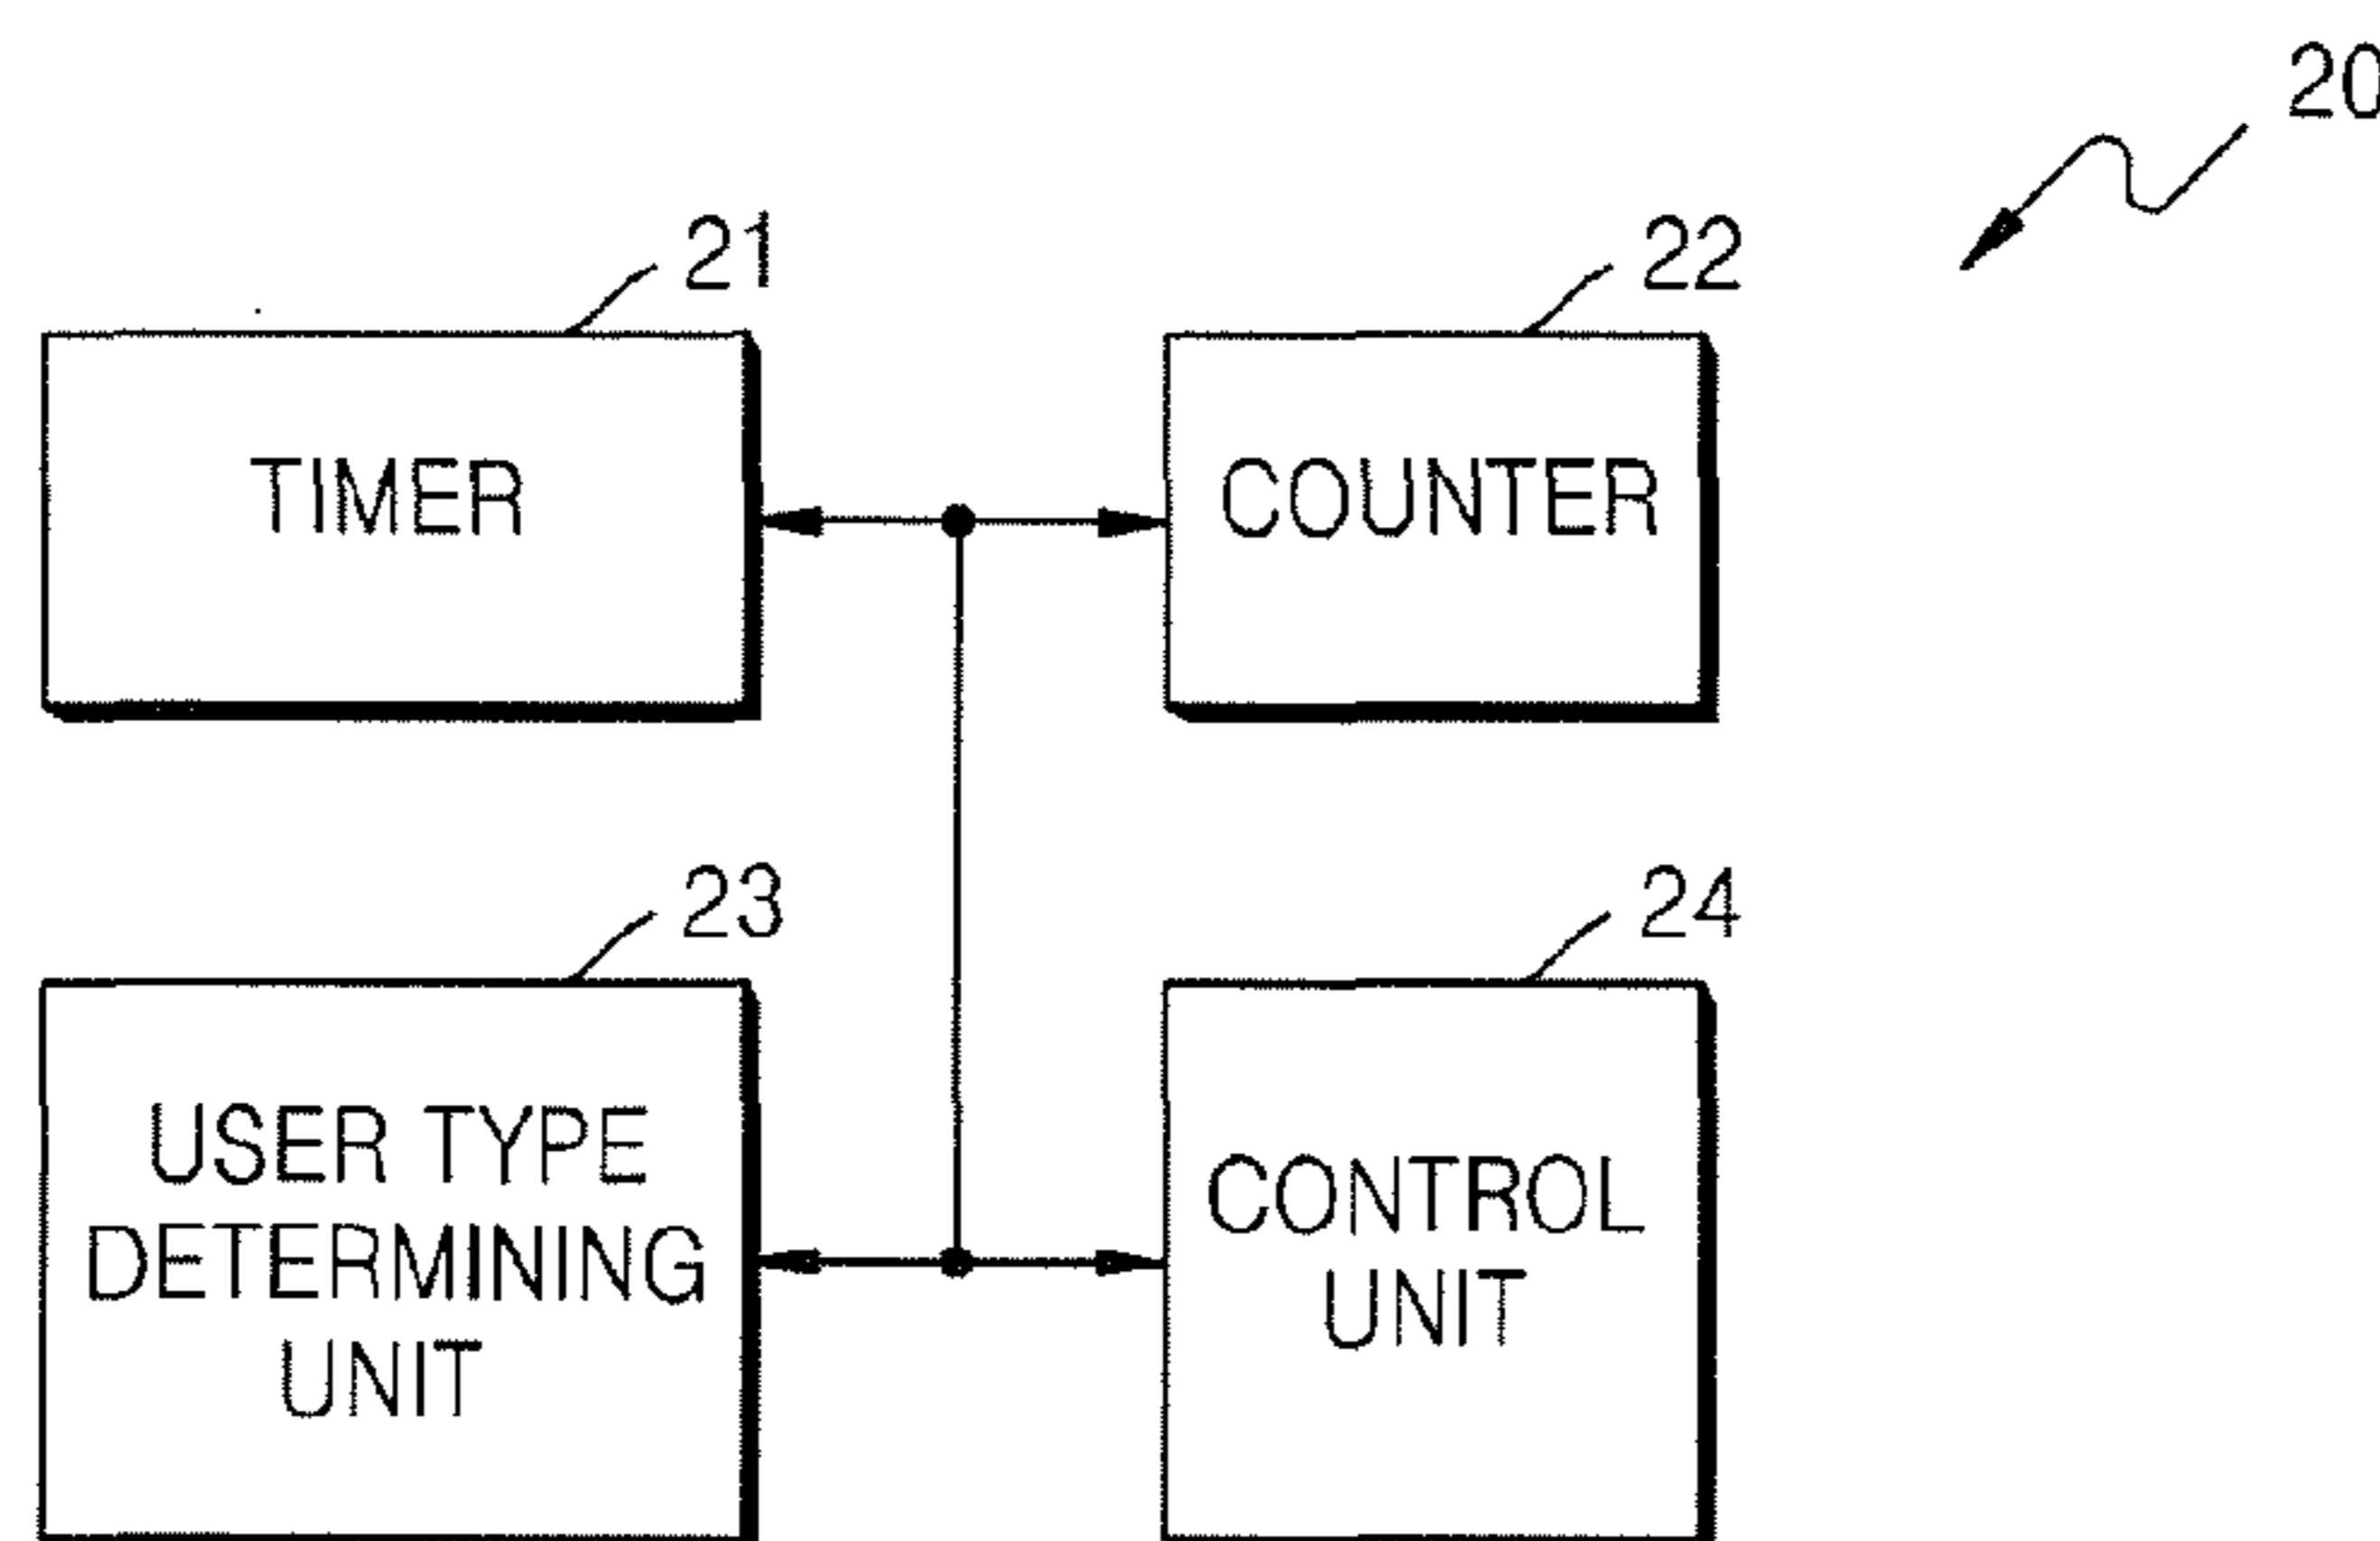 20
21
22
TIMER
COUNTER
23
24
USER TYPE
DETERMINING
UNIT
CONTROL
UNIT